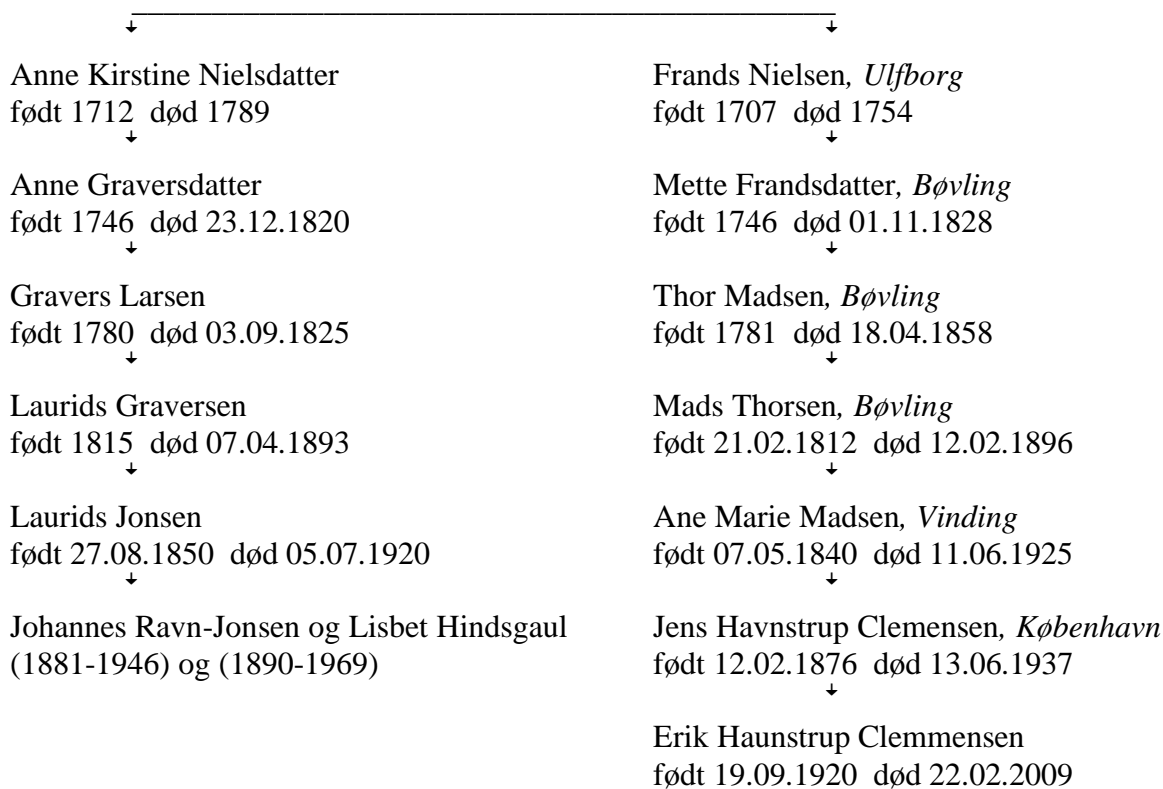 Anne Kirstine Nielsdatter
født 1712  død 1789
Anne Graversdatter
født 1746  død 23.12.1820
Gravers Larsen
født 1780  død 03.09.1825
Laurids Graversen
født 1815  død 07.04.1893
Laurids Jonsen
født 27.08.1850  død 05.07.1920
Johannes Ravn-Jonsen og Lisbet Hindsgaul
(1881-1946) og (1890-1969)
Frands Nielsen, Ulfborg
født 1707  død 1754
Mette Frandsdatter, Bøvling
født 1746  død 01.11.1828
Thor Madsen, Bøvling
født 1781  død 18.04.1858
Mads Thorsen, Bøvling
født 21.02.1812  død 12.02.1896
Ane Marie Madsen, Vinding
født 07.05.1840  død 11.06.1925
Jens Havnstrup Clemensen, København
født 12.02.1876  død 13.06.1937
Erik Haunstrup Clemmensen
født 19.09.1920  død 22.02.2009